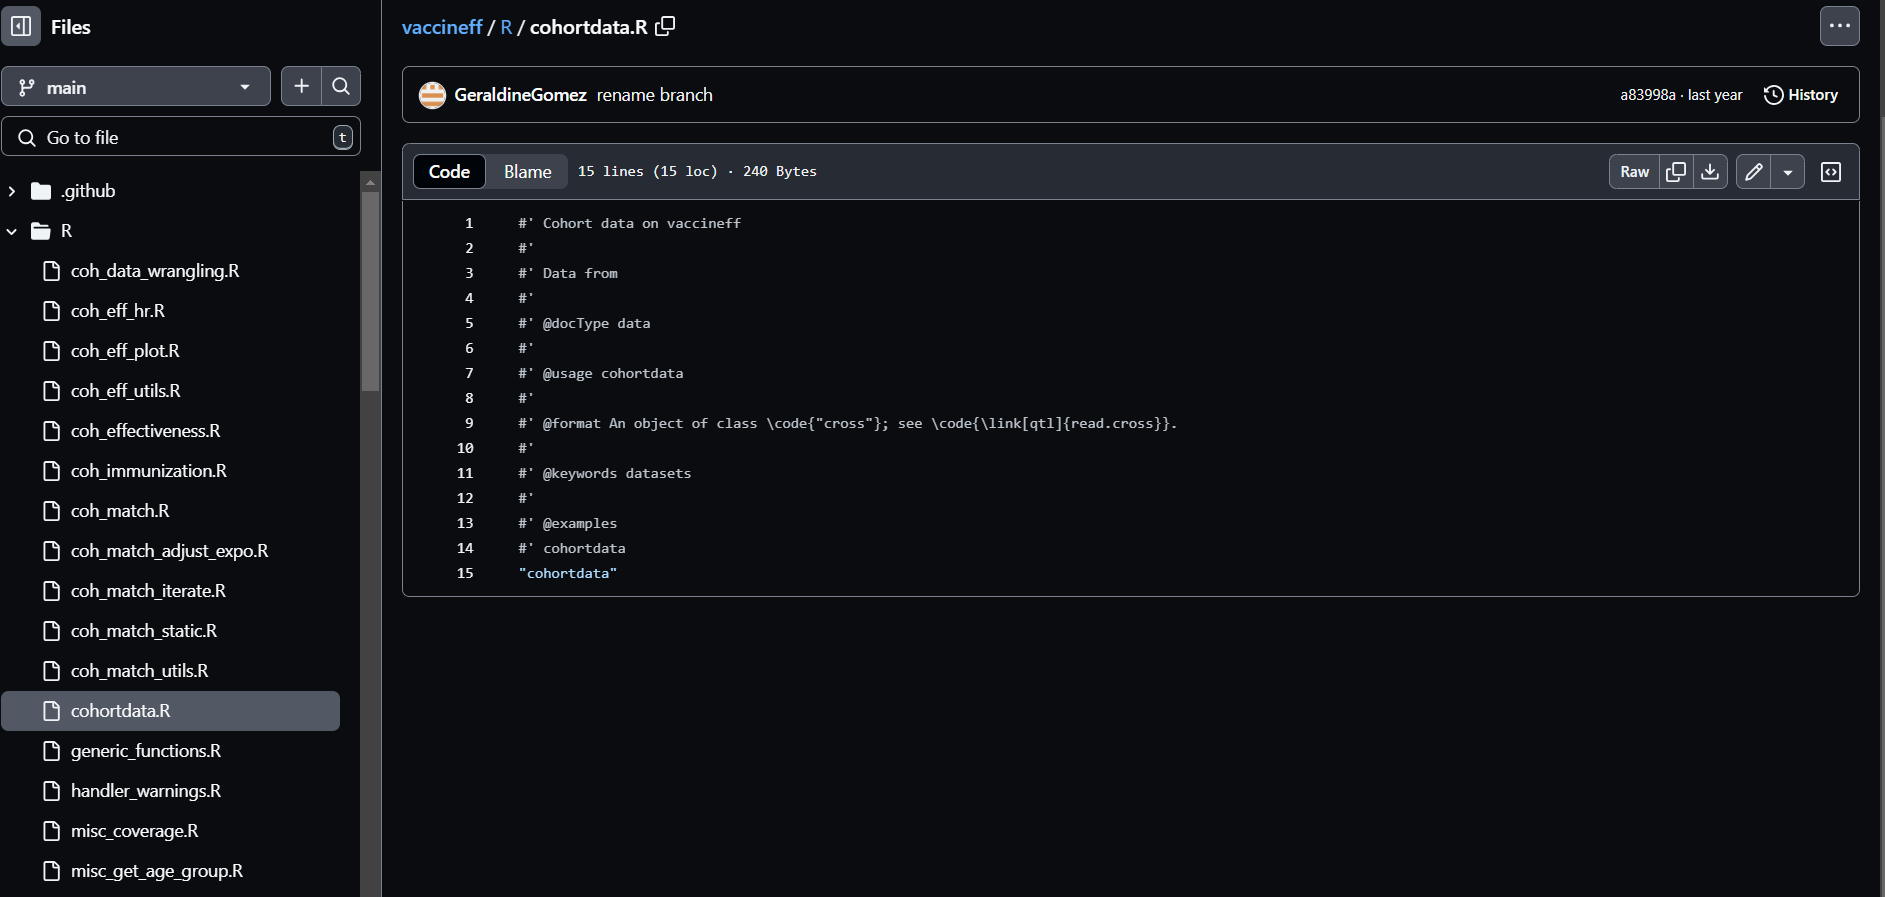 Files
main
Go to file
t
.github
R
coh_data_wrangling.R
coh_eff_hr.R
coh_eff_plot.R
coh_eff_utils.R
coh_effectiveness.R
coh_immunization.R
coh_match.R
coh_match_adjust_expo.R
coh_match_iterate.R
coh_match_static.R
coh_match_utils.R
cohortdata.R
generic_functions.R
handler_warnings.R
misc_coverage.R
misc_get_age_group.R
vaccineff / R / cohortdata.R
GeraldineGomez rename branch
a83998a · last year
History
Code Blame 15 lines (15 loc) · 240 Bytes
Raw
1 #' Cohort data on vaccineff
2 #'
3 #' Data from
4 #'
5 #' @docType data
6 #'
7 #' @usage cohortdata
8 #'
9 #' @format An object of class \code{"cross"}; see \code{\link[qtl]{read.cross}}.
10 #'
11 #' @keywords datasets
12 #'
13 #' @examples
14 #' cohortdata
15 "cohortdata"